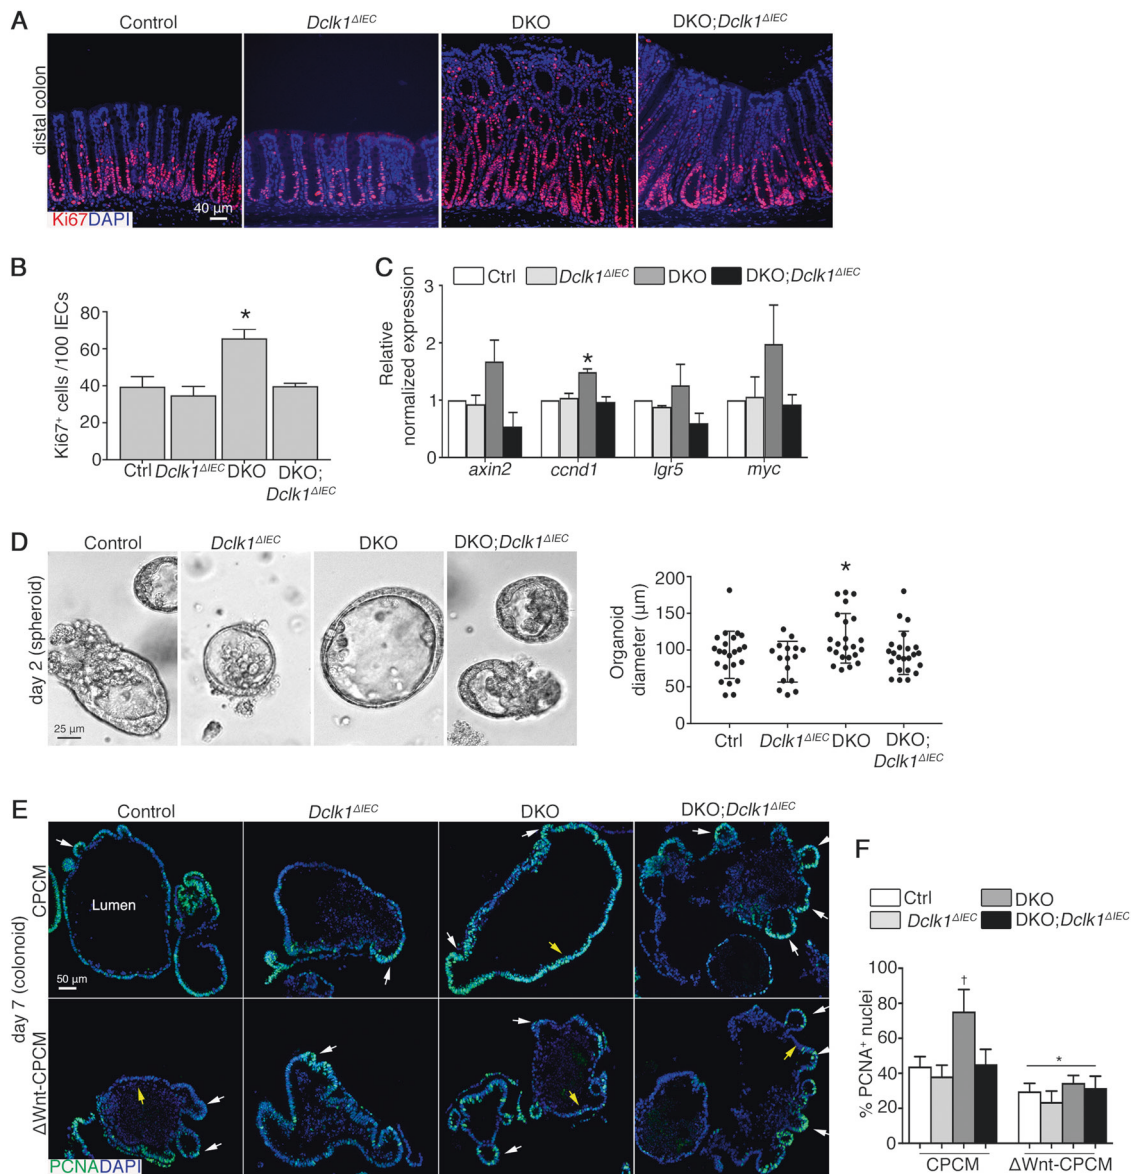 A
Control
Dclk1ΔIEC
DKO
DKO;Dclk1ΔIEC
distal colon
Ki67DAPI
40 µm
B
Ki67+ cells /100 IECs
80
60
40
20
0
Ctrl
Dclk1ΔIEC
DKO
DKO;
Dclk1ΔIEC
*
C
Ctrl
Dclk1ΔIEC
DKO
DKO;Dclk1ΔIEC
Relative
normalized expression
3
2
1
0
*
axin2
ccnd1
lgr5
myc
D
Control
Dclk1ΔIEC
DKO
DKO;Dclk1ΔIEC
day 2 (spheroid)
25 µm
Organoid
diameter (µm)
200
150
100
50
0
*
Ctrl
Dclk1ΔIEC
DKO
DKO;
Dclk1ΔIEC
E
Control
Dclk1ΔIEC
DKO
DKO;Dclk1ΔIEC
day 7 (colonoid)
CPCM
ΔWnt-CPCM
Lumen
50 µm
PCNADAPI
F
Ctrl
DKO
Dclk1ΔIEC
DKO;Dclk1ΔIEC
% PCNA+ nuclei
100
80
60
40
20
0
†
*
CPCM
ΔWnt-CPCM